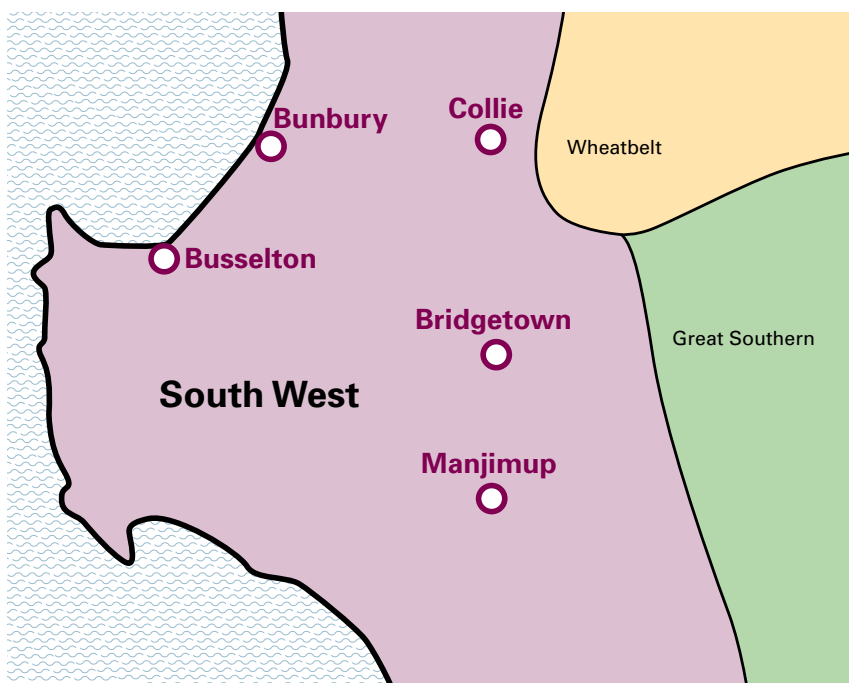 Collie
Bunbury
Wheatbelt
Busselton
Bridgetown
Great Southern
South West
Manjimup